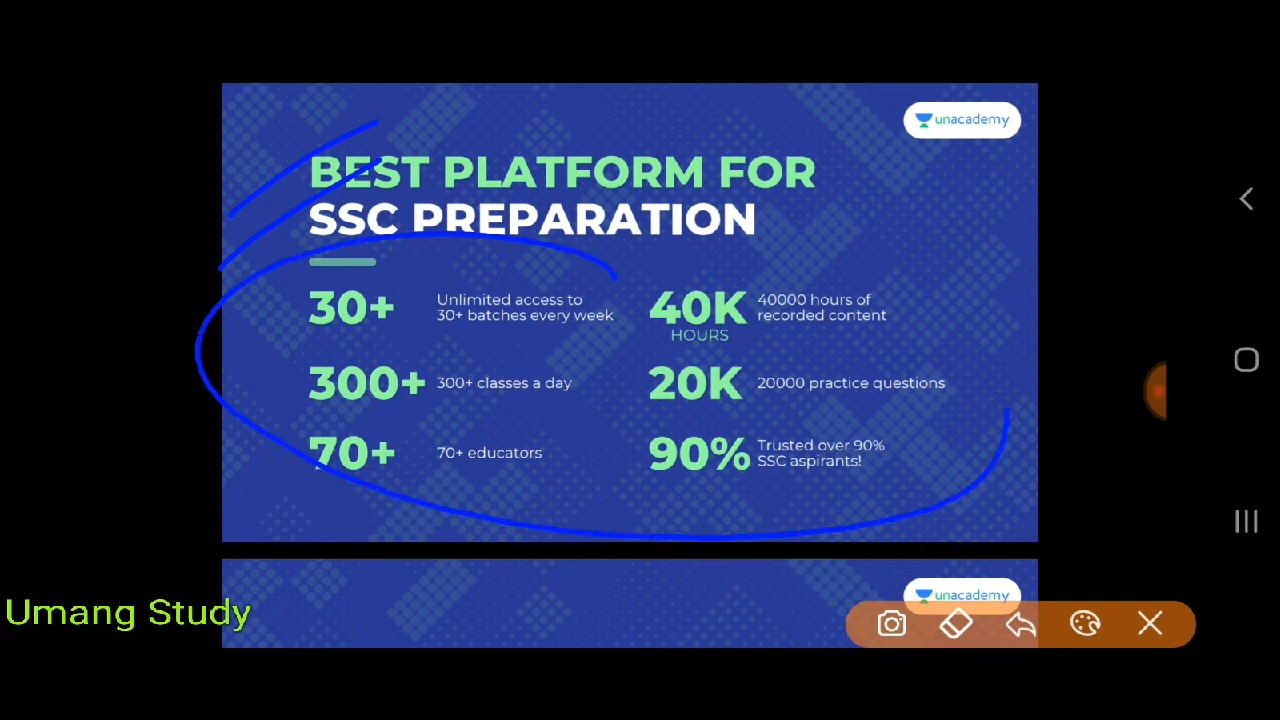 unacademy
BEST PLATFORM FOR
SSC PREPARATION
30+
Unlimited access to
30+ batches every week
40K
HOURS
40000 hours of
recorded content
300+
300+ classes a day
20K
20000 practice questions
70+
70+ educators
90%
Trusted over 90%
SSC aspirants!
unacademy
Umang Study